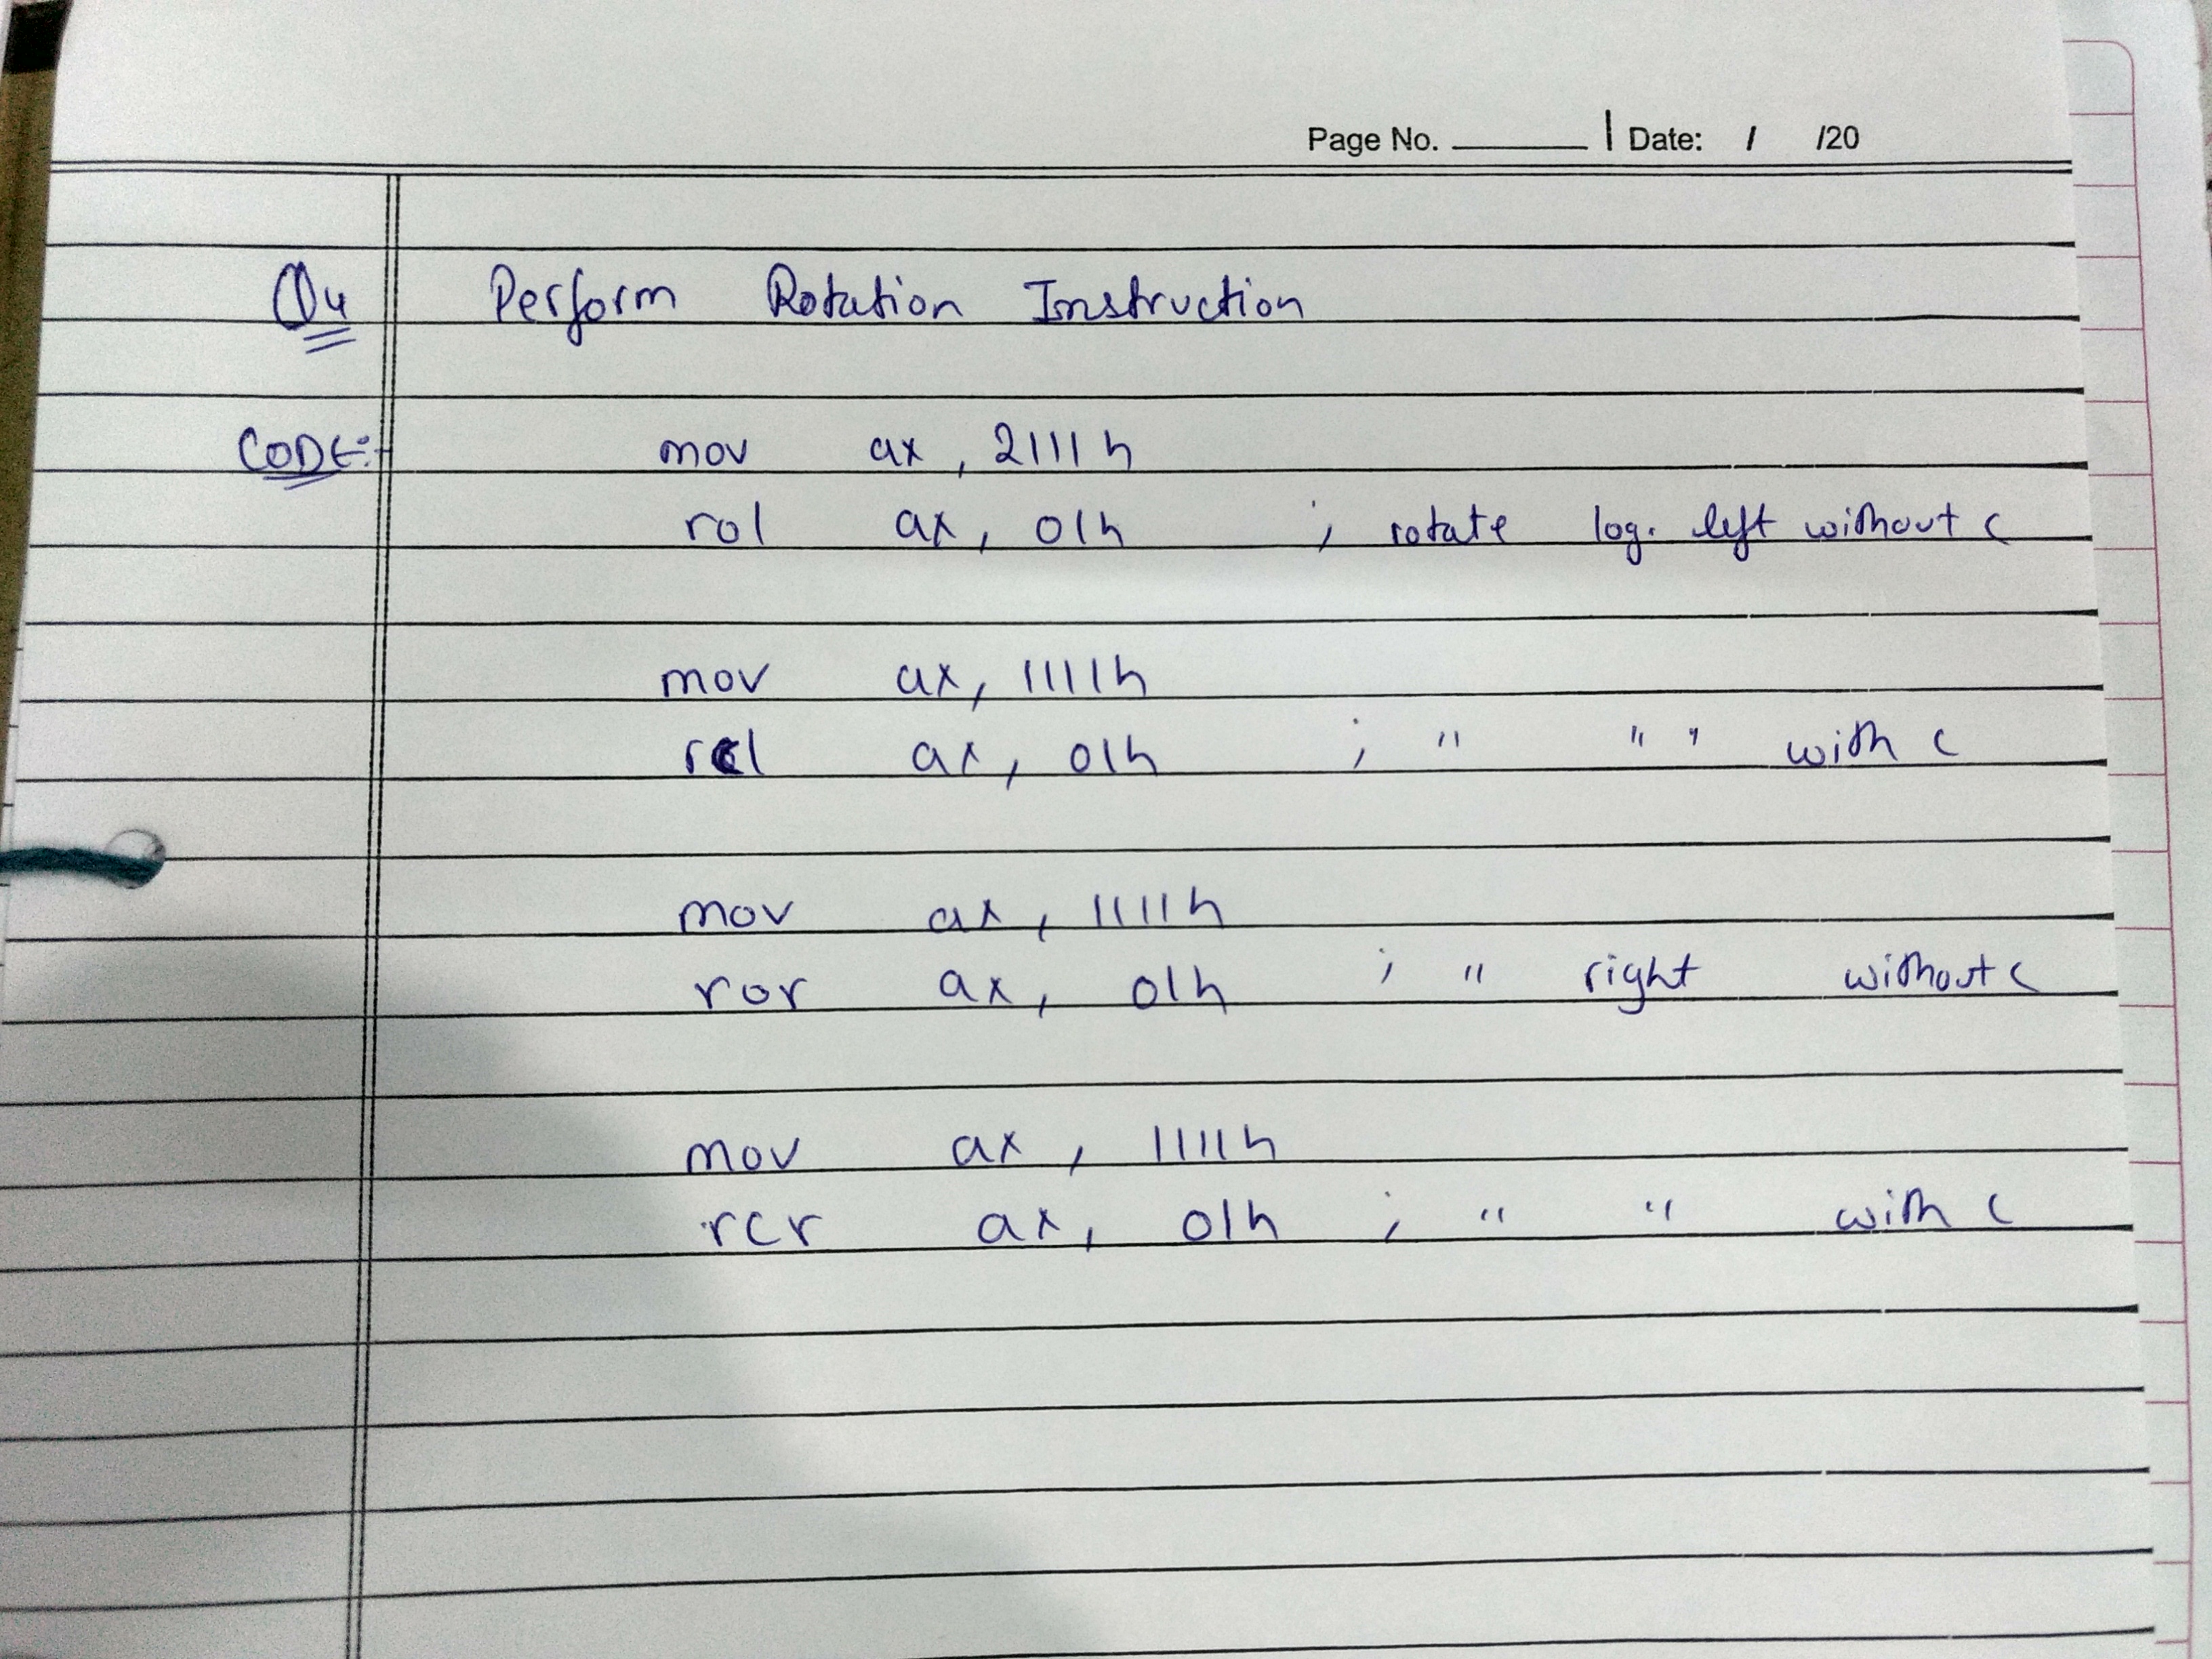 Page No. ______ | Date: / /20
Q4 Perform Rotation Instruction
CODE:- mov ax, 2111h
rol ax, 01h ; rotate log. left without c
mov ax, 1111h
rcl ax, 01h ; " " " with c
mov ax, 1111h
ror ax, 01h ; " right without c
mov ax, 1111h
rcr ax, 01h ; " " with c